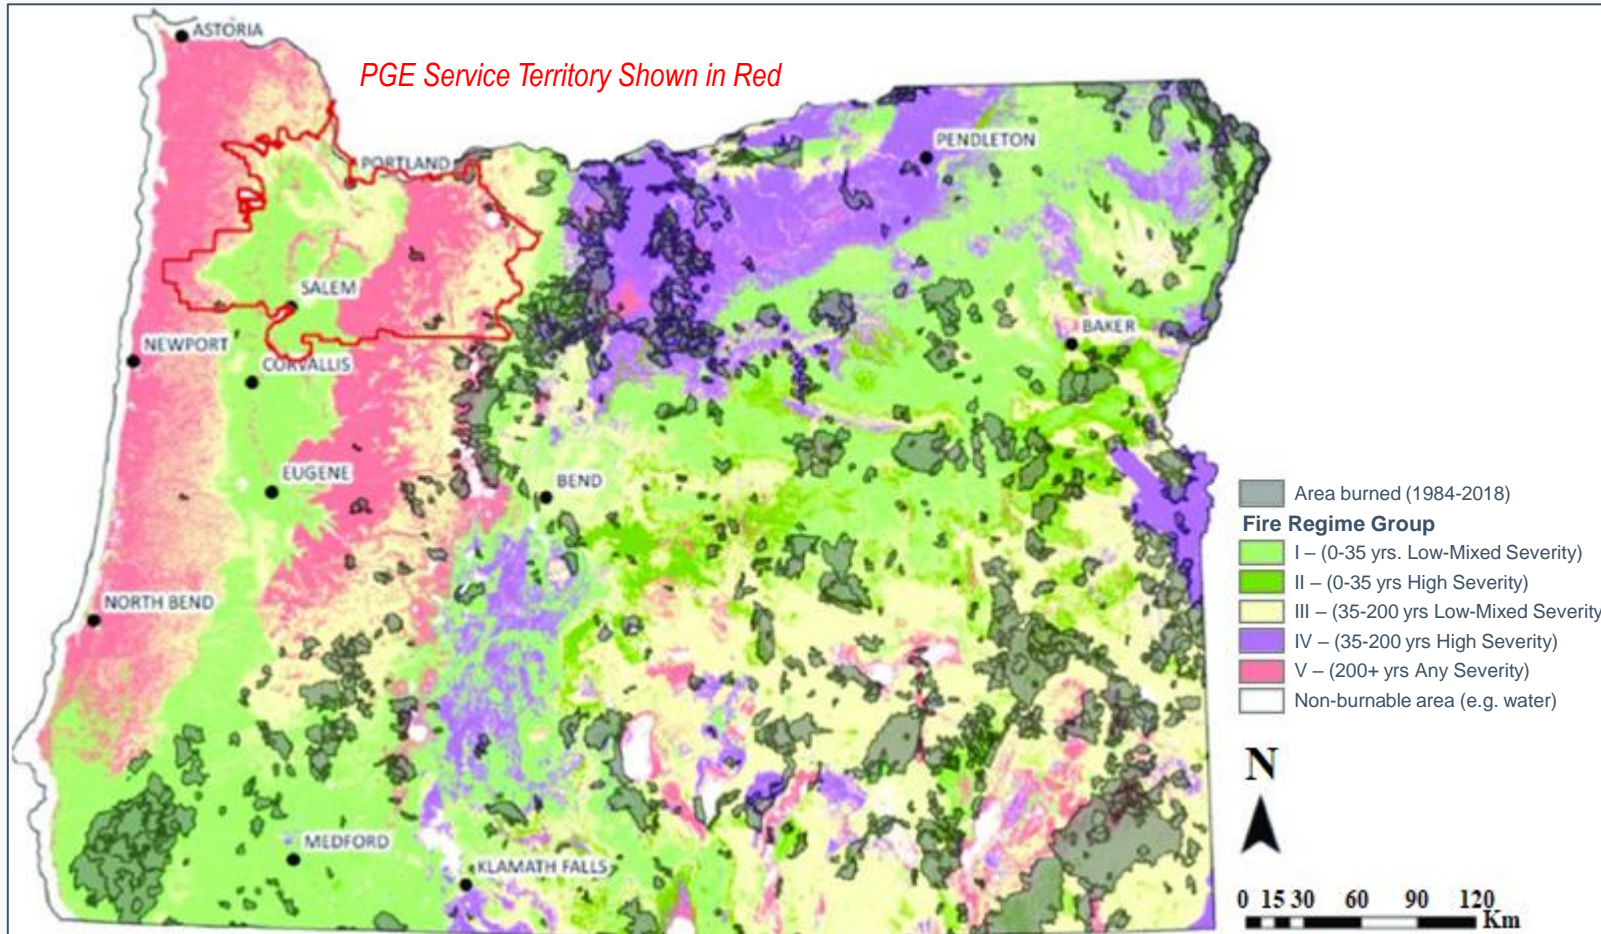 ASTORIA
PGE Service Territory Shown in Red
PENDLETON
PORTLAND
SALEM
NEWPORT
BAKER
CORVALLIS
EUGENE
BEND
NORTH BEND
MEDFORD
KLAMATH FALLS
Area burned (1984-2018)
Fire Regime Group
I – (0-35 yrs. Low-Mixed Severity)
II – (0-35 yrs High Severity)
III – (35-200 yrs Low-Mixed Severity
IV – (35-200 yrs High Severity)
V – (200+ yrs Any Severity)
Non-burnable area (e.g. water)
N
0 15 30 60 90 120
Km